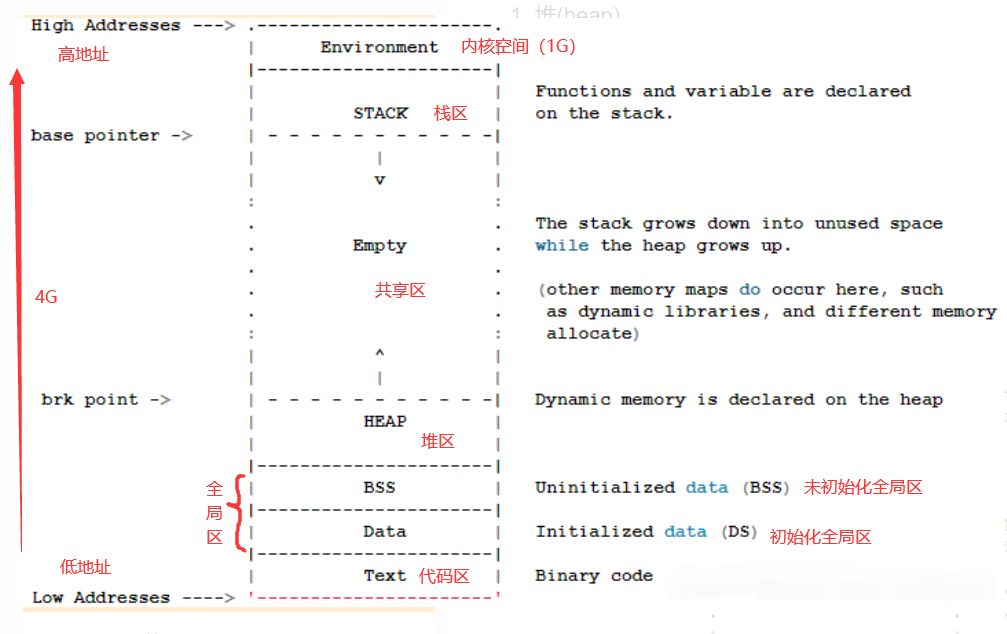 1. 堆(heap)
High Addresses ---> .----------------------.
高地址
Environment 内核空间（1G）
|----------------------|
Functions and variable are declared
STACK 栈区 on the stack.
base pointer -> | - - - - - - - - - - -|
|
v
The stack grows down into unused space
Empty while the heap grows up.
4G 共享区 (other memory maps do occur here, such
as dynamic libraries, and different memory
allocate)
^
|
brk point -> | - - - - - - - - - - -| Dynamic memory is declared on the heap
HEAP
堆区
|----------------------|
全局区
BSS Uninitialized data (BSS) 未初始化全局区
|----------------------|
Data Initialized data (DS) 初始化全局区
|----------------------|
低地址
Text 代码区 Binary code
Low Addresses ----> '----------------------'